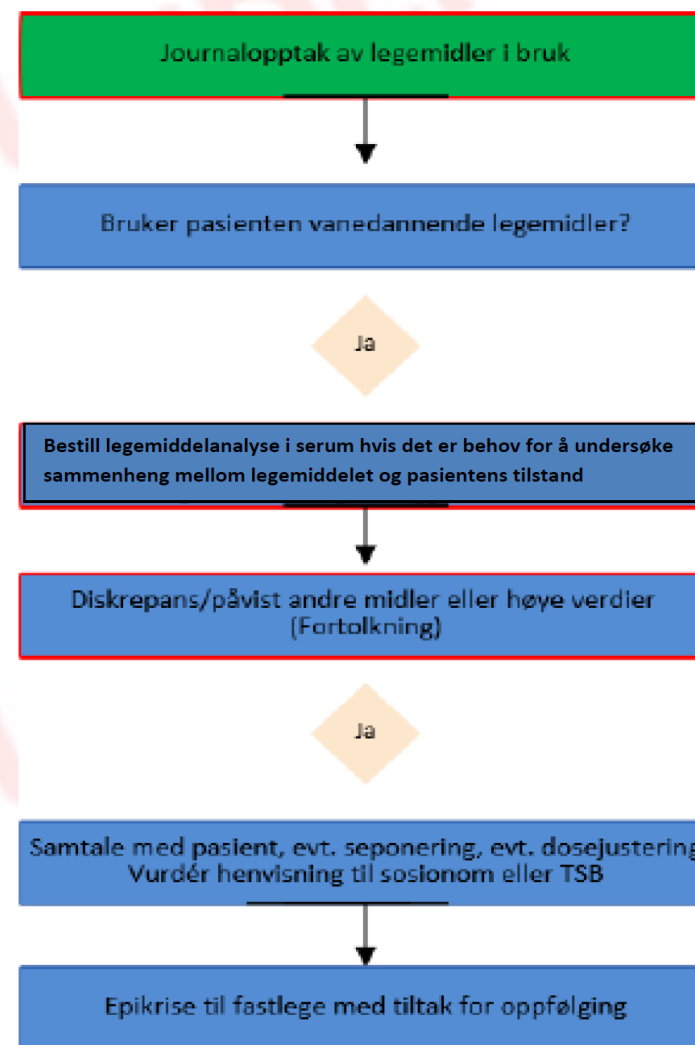 Journalopptak av legemidler i bruk
Bruker pasienten vanedannende legemidler?
Ja
Bestill legemiddelanalyse i serum hvis det er behov for å undersøke
sammenheng mellom legemiddelet og pasientens tilstand
Diskrepans/påvist andre midler eller høye verdier
(Fortolkning)
Ja
Samtale med pasient, evt. seponering, evt. dosejustering
Vurdér henvisning til sosionom eller TSB
Epikrise til fastlege med tiltak for oppfølging